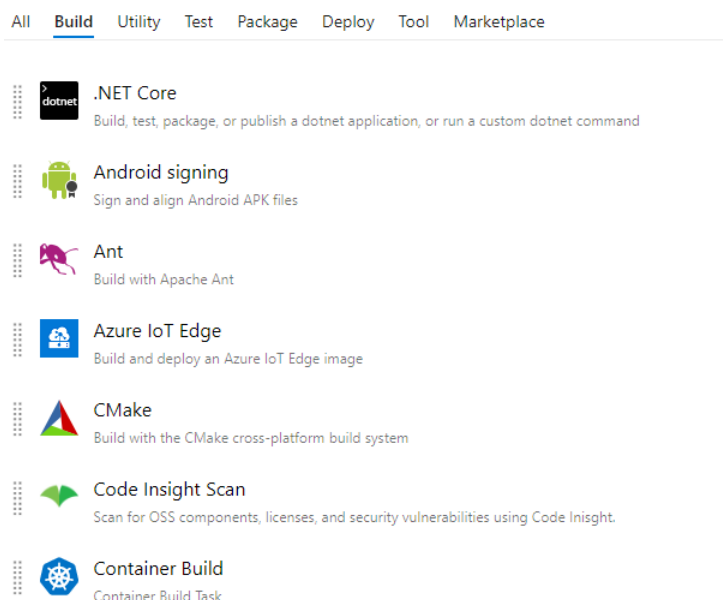 All Build Utility Test Package Deploy Tool Marketplace
>
dotnet
.NET Core
Build, test, package, or publish a dotnet application, or run a custom dotnet command
Android signing
Sign and align Android APK files
Ant
Build with Apache Ant
Azure IoT Edge
Build and deploy an Azure IoT Edge image
CMake
Build with the CMake cross-platform build system
Code Insight Scan
Scan for OSS components, licenses, and security vulnerabilities using Code Inisght.
Container Build
Container Build Task